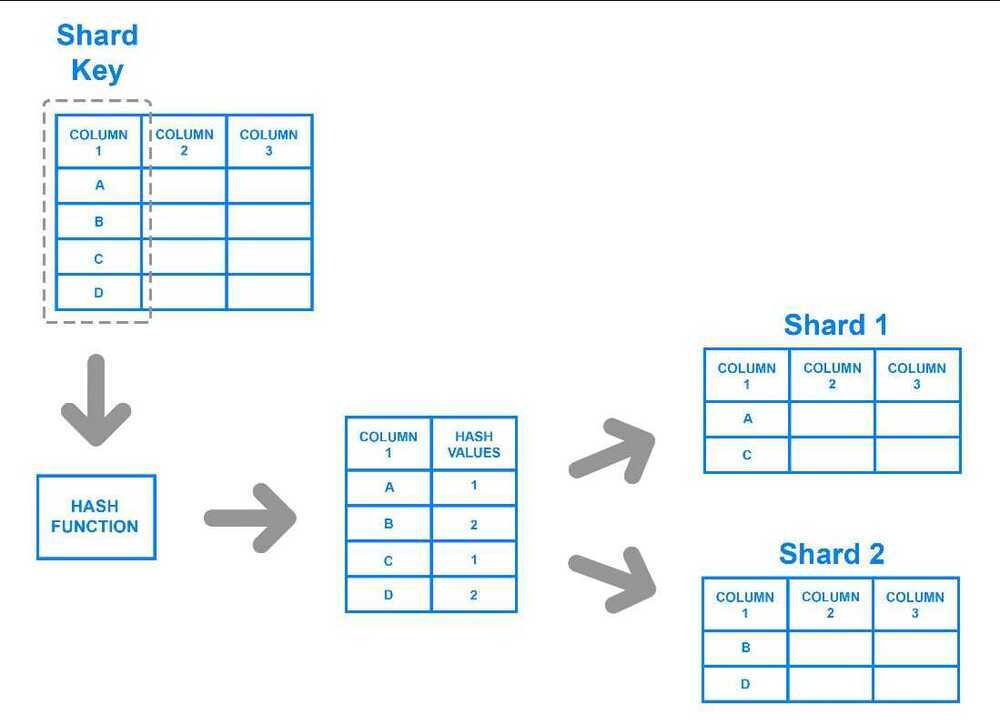 Shard
Key
COLUMN COLUMN COLUMN
1 2 3
A
B
C
D
HASH
FUNCTION
COLUMN HASH
1 VALUES
A 1
B 2
C 1
D 2
Shard 1
COLUMN COLUMN COLUMN
1 2 3
A
C
Shard 2
COLUMN COLUMN COLUMN
1 2 3
B
D